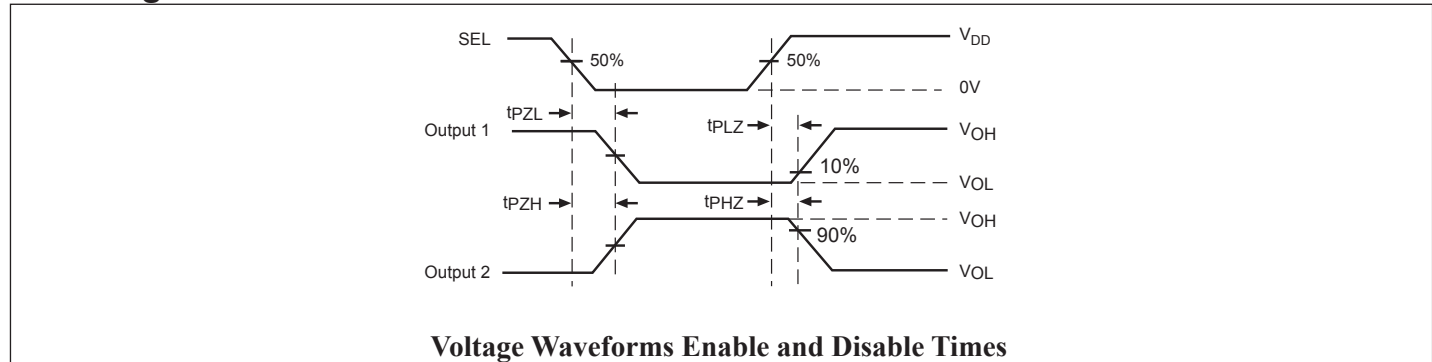 SEL
50%
50%
VDD
0V
tPZL
tPLZ
Output 1
VOH
10%
VOL
tPZH
tPHZ
VOH
90%
Output 2
VOL
Voltage Waveforms Enable and Disable Times